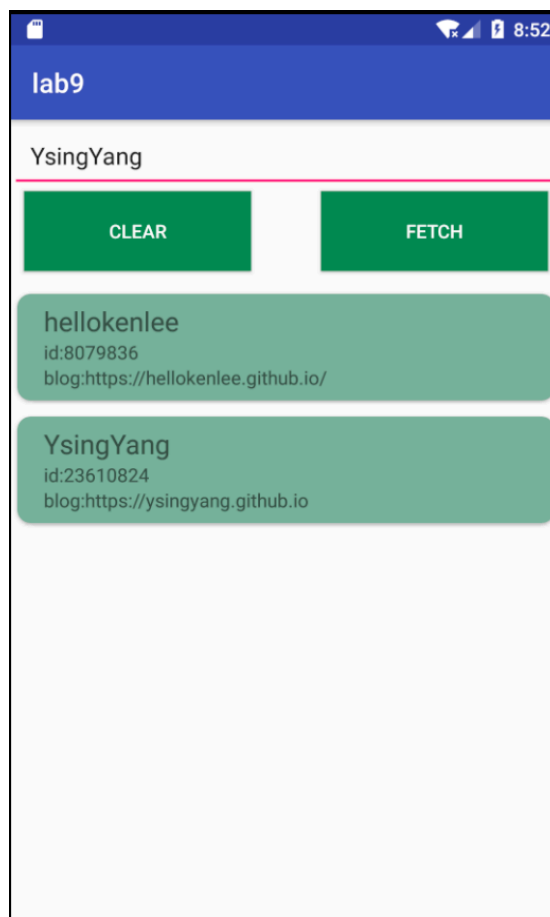 8:52
lab9
YsingYang
CLEAR FETCH
hellokenlee
id:8079836
blog:https://hellokenlee.github.io/
YsingYang
id:23610824
blog:https://ysingyang.github.io